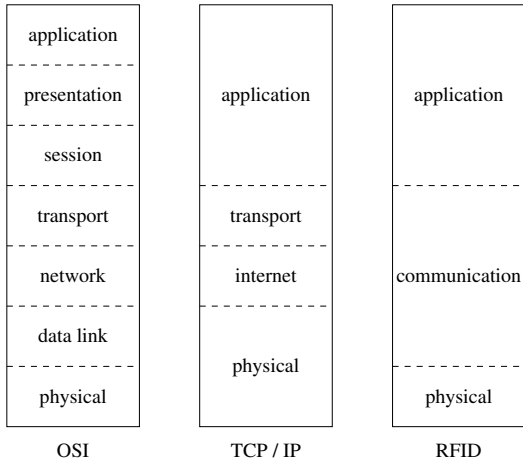 application
presentation
session
transport
network
data link
physical
OSI
application
transport
internet
physical
TCP / IP
application
communication
physical
RFID